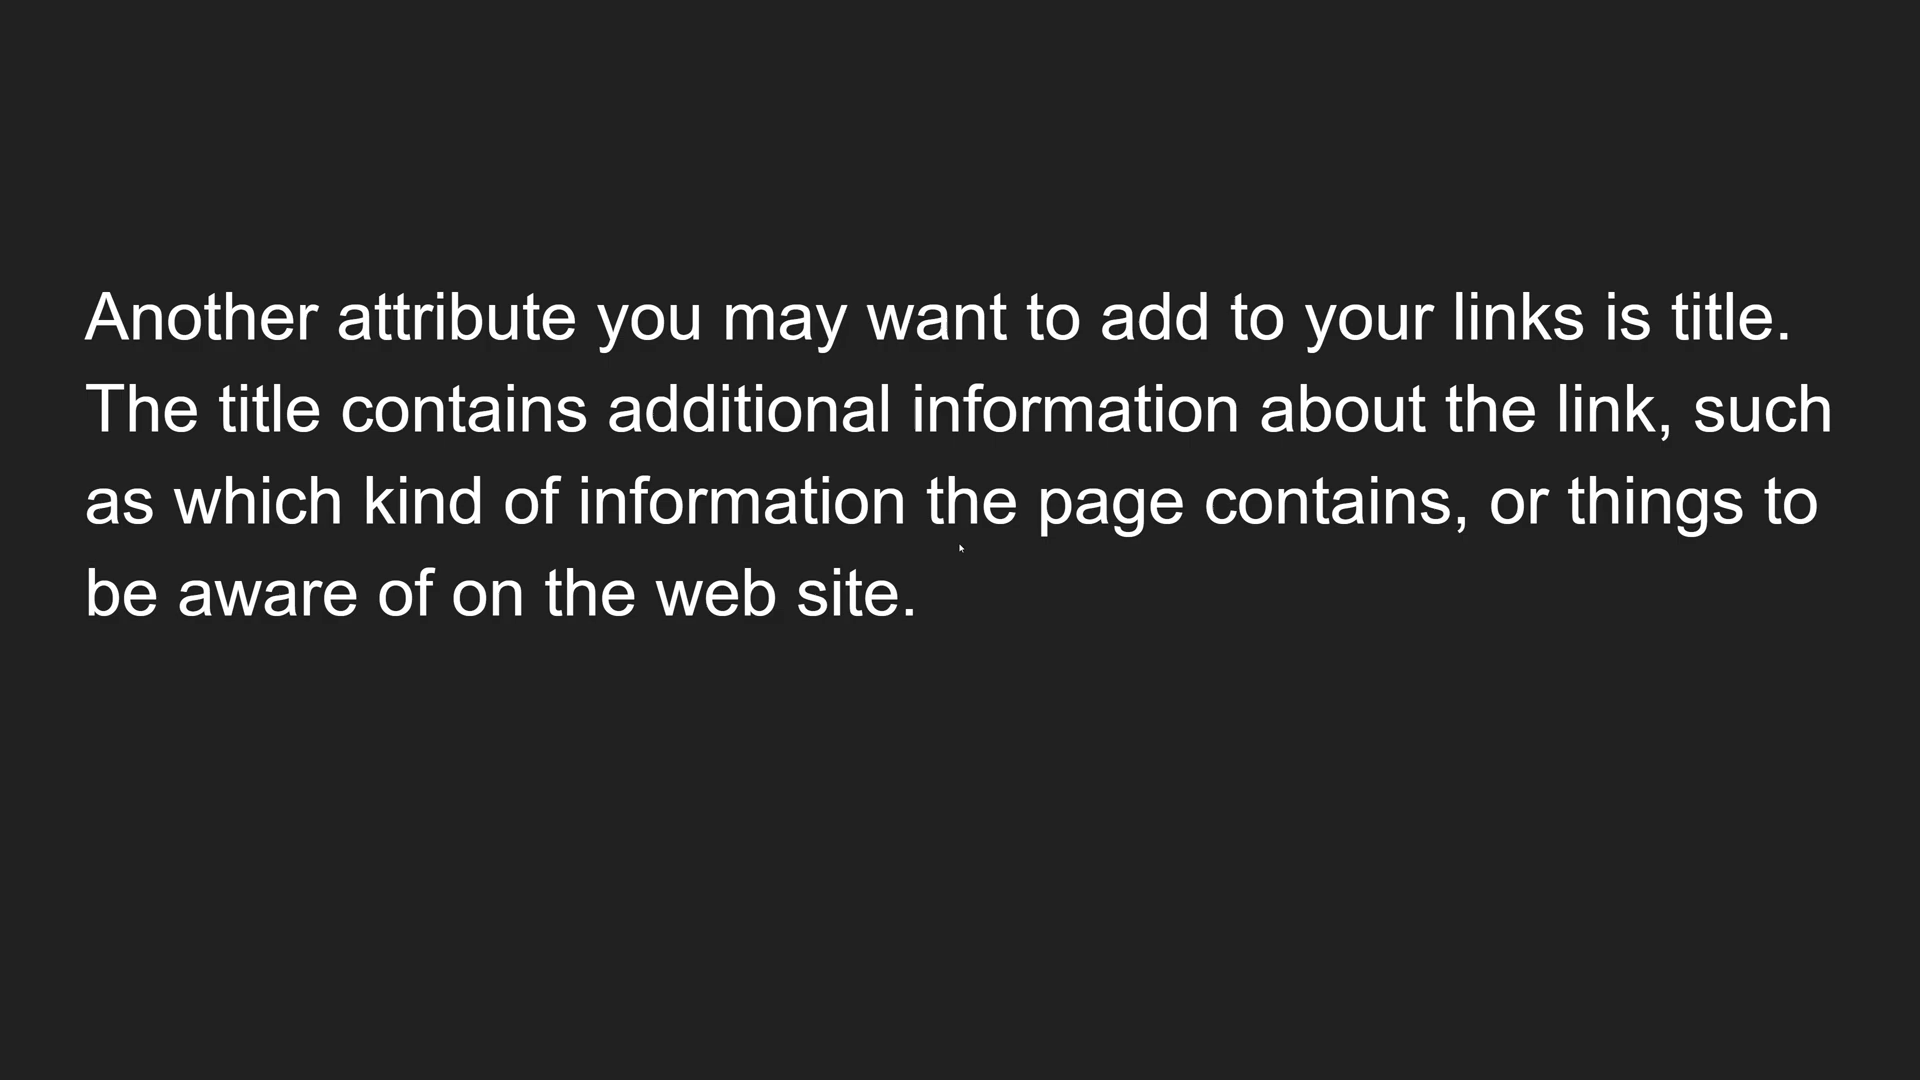 Another attribute you may want to add to your links is title.
The title contains additional information about the link, such
as which kind of information the page contains, or things to
be aware of on the web site.